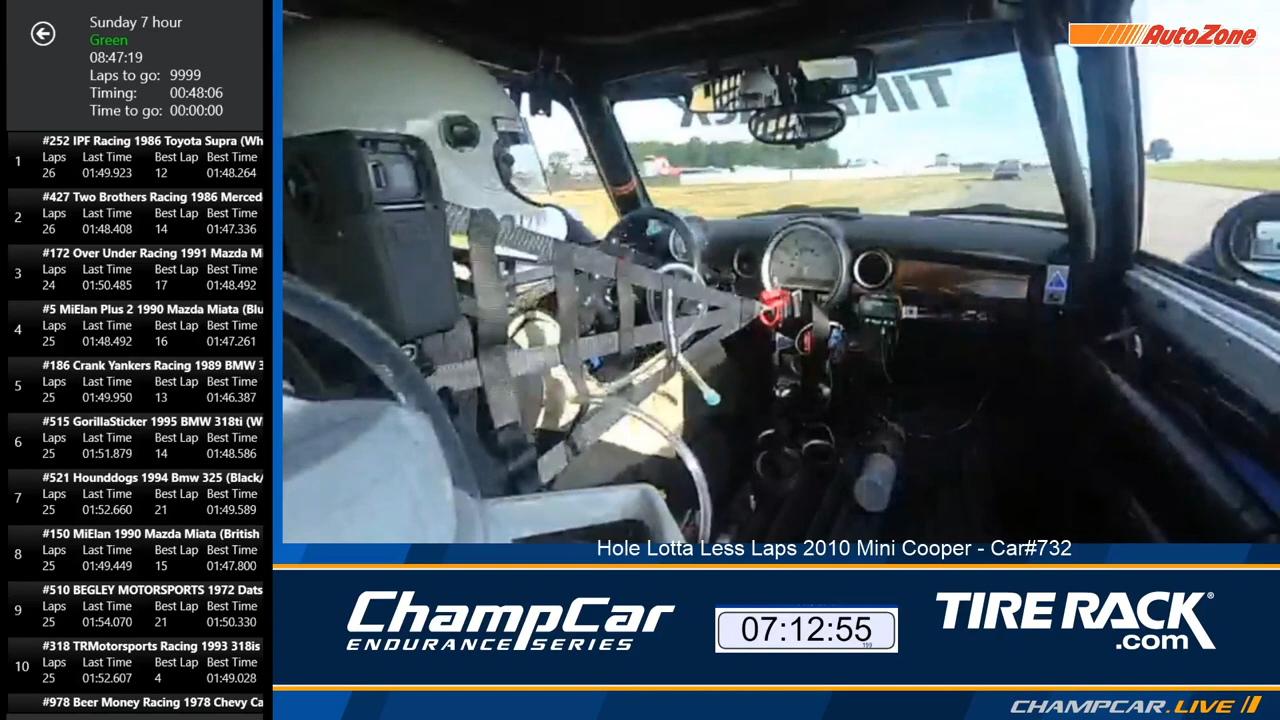 Sunday 7 hour
Green
08:47:19
Laps to go: 9999
Timing: 00:48:06
Time to go: 00:00:00
#252 IPF Racing 1986 Toyota Supra (Wh
Laps Last Time Best Lap Best Time
1 26 01:49.923 12 01:48.264
#427 Two Brothers Racing 1986 Merced
Laps Last Time Best Lap Best Time
2 26 01:48.408 14 01:47.336
#172 Over Under Racing 1991 Mazda Mi
Laps Last Time Best Lap Best Time
3 24 01:50.485 17 01:48.492
#5 MiElan Plus 2 1990 Mazda Miata (Blu
Laps Last Time Best Lap Best Time
4 25 01:48.492 16 01:47.261
#186 Crank Yankers Racing 1989 BMW 3
Laps Last Time Best Lap Best Time
5 25 01:49.950 13 01:46.387
#515 GorillaSticker 1995 BMW 318ti (W
Laps Last Time Best Lap Best Time
6 25 01:51.879 14 01:48.586
#521 Hounddogs 1994 Bmw 325 (Black/
Laps Last Time Best Lap Best Time
7 25 01:52.660 21 01:49.589
#150 MiElan 1990 Mazda Miata (British
Laps Last Time Best Lap Best Time
8 25 01:49.449 15 01:47.800
#510 BEGLEY MOTORSPORTS 1972 Dats
Laps Last Time Best Lap Best Time
9 25 01:54.070 21 01:50.330
#318 TRMotorsports Racing 1993 318is
Laps Last Time Best Lap Best Time
10 25 01:52.607 4 01:49.028
#978 Beer Money Racing 1978 Chevy Ca
AutoZone
Hole Lotta Less Laps 2010 Mini Cooper - Car#732
ChampCar
ENDURANCE SERIES
07:12:55
199
TIRE RACK®
.com
CHAMPCAR.LIVE